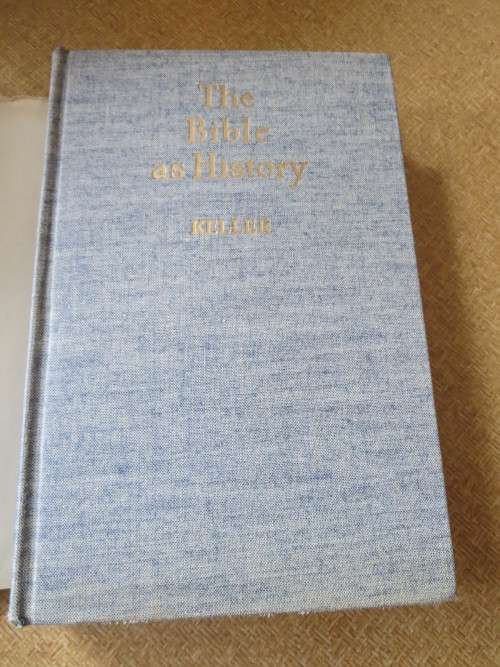 The
Bible
as History
KELLER